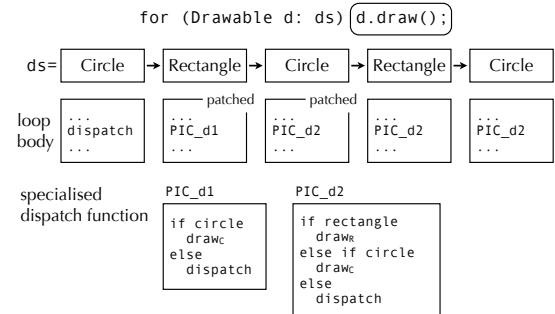 for (Drawable d: ds) d.draw();
ds= Circle Rectangle Circle Rectangle Circle
patched patched
loop body
... ... ... ... ...
dispatch PIC_d1 PIC_d2 PIC_d2 PIC_d2
... ... ... ... ...
specialised
dispatch function
PIC_d1
if circle
drawC
else
dispatch
PIC_d2
if rectangle
drawR
else if circle
drawC
else
dispatch